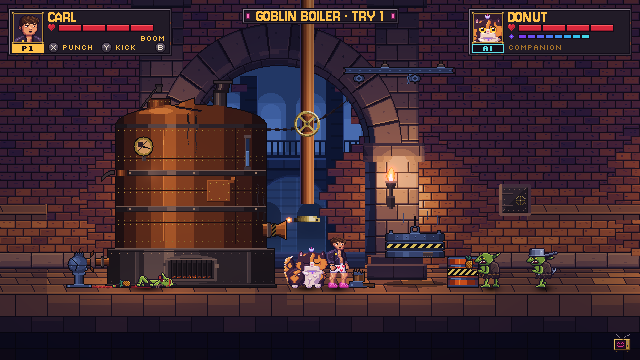 CARL
P1
BOOM
X PUNCH Y KICK B
GOBLIN BOILER · TRY 1
DONUT
AI
COMPANION